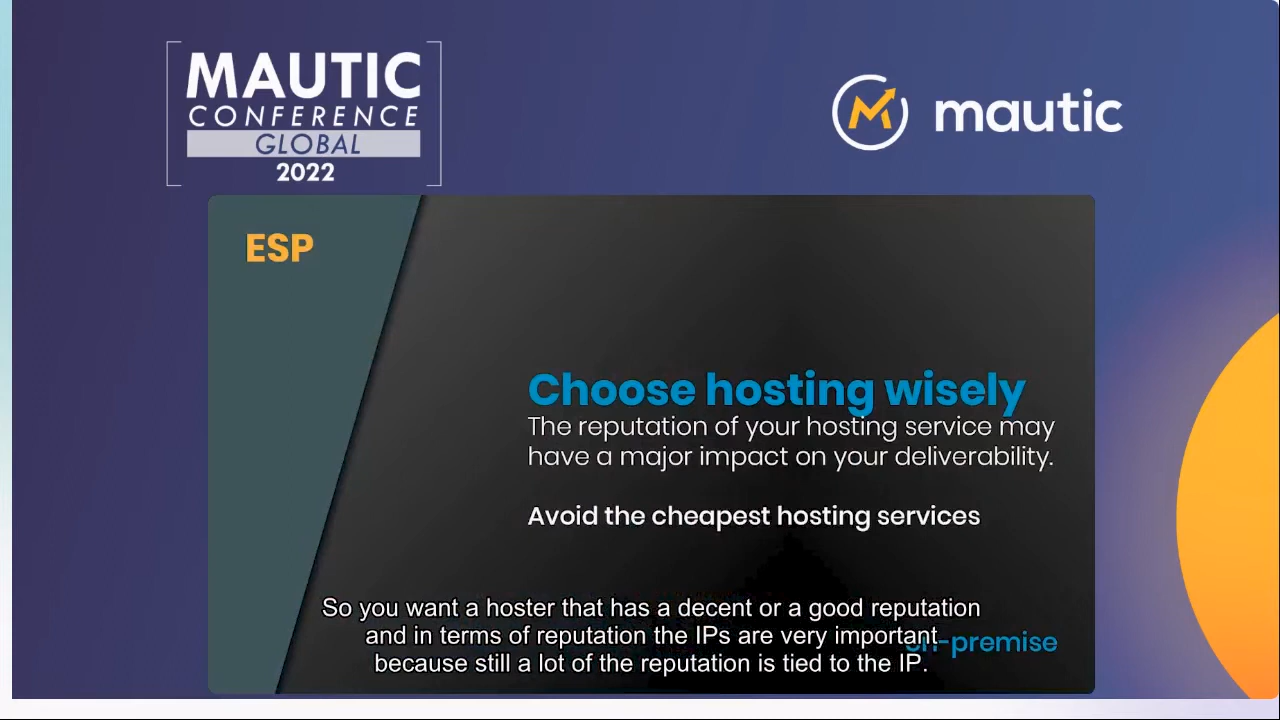 MAUTIC
CONFERENCE
GLOBAL
2022
mautic
ESP
Choose hosting wisely
The reputation of your hosting service may
have a major impact on your deliverability.
Avoid the cheapest hosting services
on-premise
So you want a hoster that has a decent or a good reputation
and in terms of reputation the IPs are very important
because still a lot of the reputation is tied to the IP.